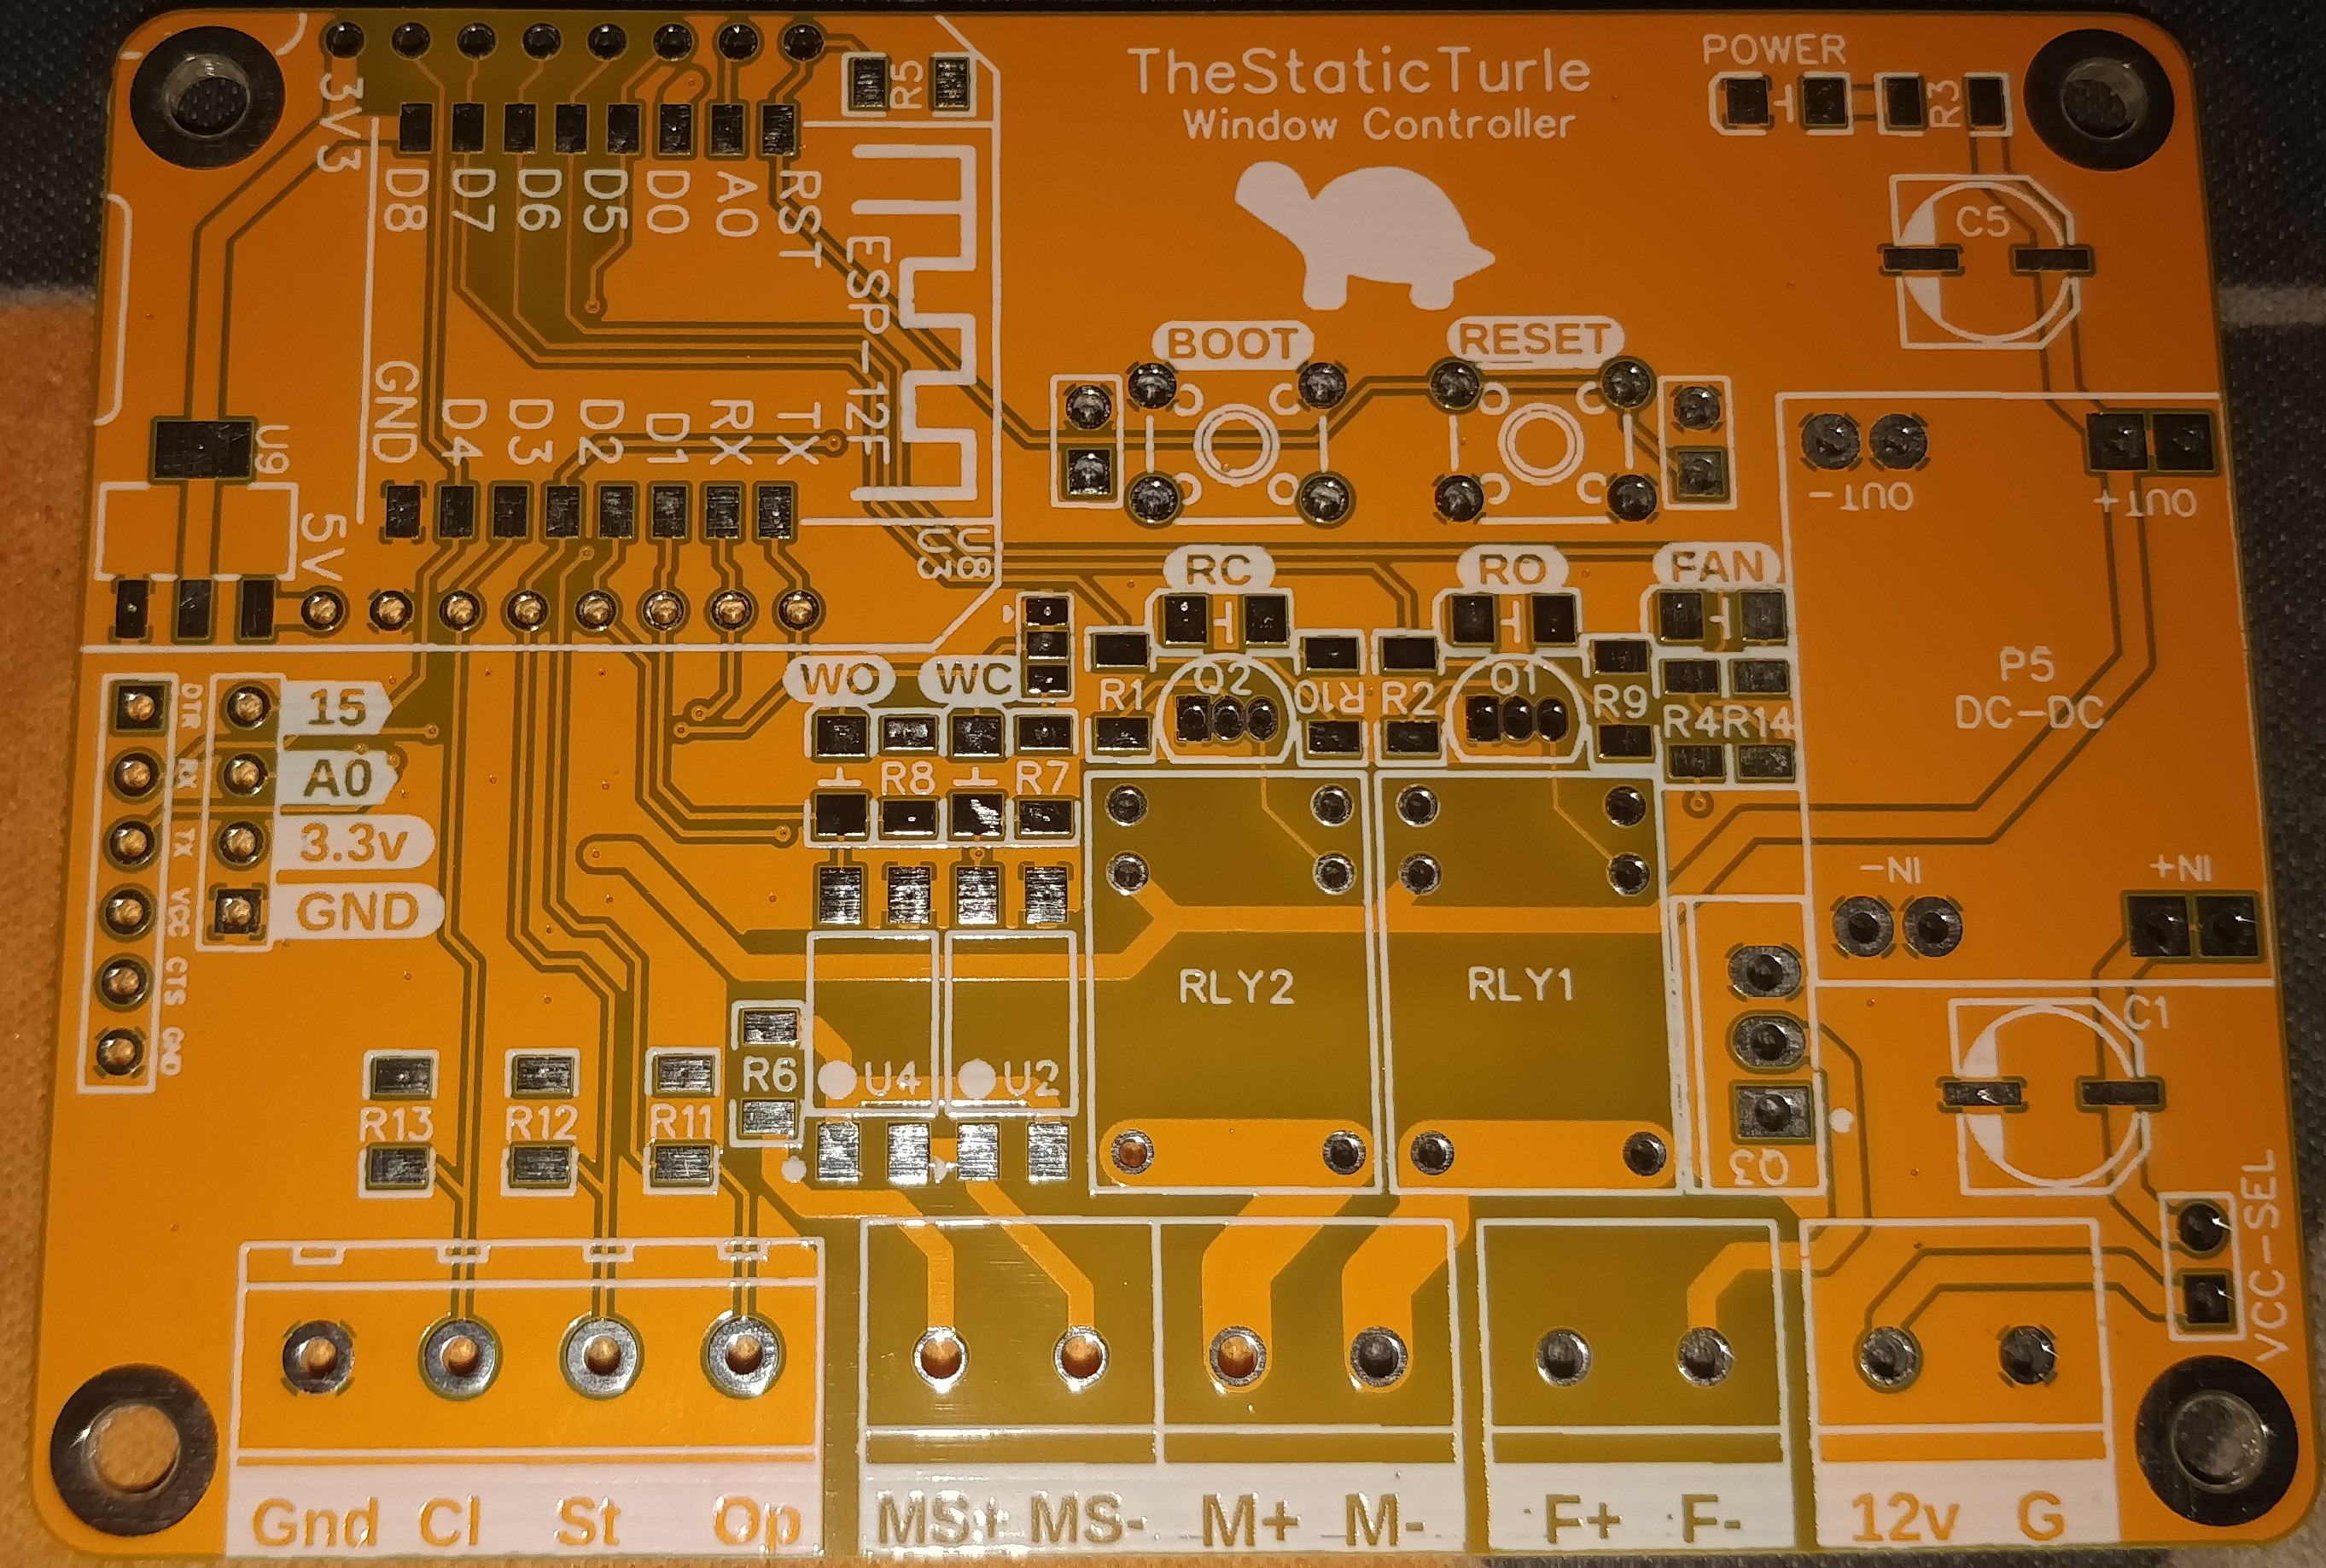 TheStaticTurle
Window Controller
POWER
R5
R3
3V3
D8
D7
D6
D5
D0
A0
RST
C5
ESP-12F
BOOT
RESET
GND
D4
D3
D2
D1
RX
TX
U9
5V
OUT-
OUT+
U3
U8
RC
RO
FAN
P5
DC-DC
WO
WC
R1
Q2
R10
R2
Q1
R9
R4
R14
DTR
RX
TX
VCC
CTS
GND
15
A0
3.3v
GND
R8
R7
IN-
IN+
RLY2
RLY1
C1
R6
U4
U2
R13
R12
R11
Q3
VCC-SEL
Gnd Cl St Op
MS+ MS- M+ M-
F+ F-
12v G